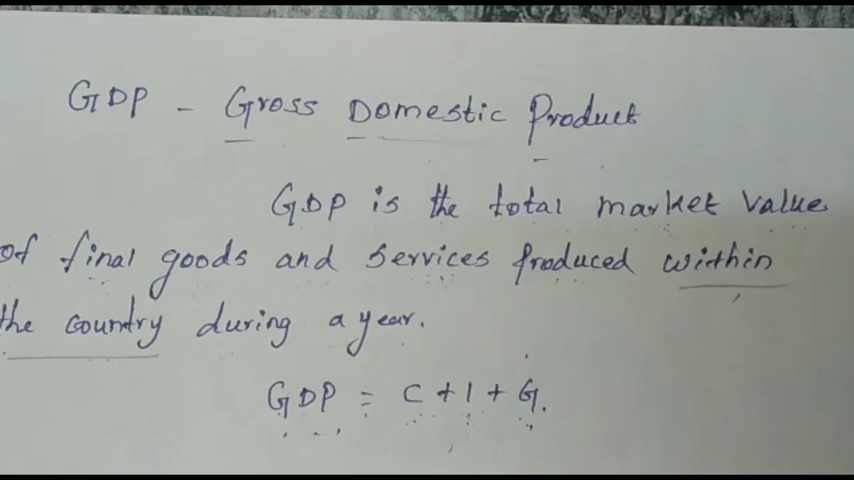 GDP - Gross Domestic Product
GDP is the total market value
of final goods and services produced within
the country during a year.
GDP = C + I + G.